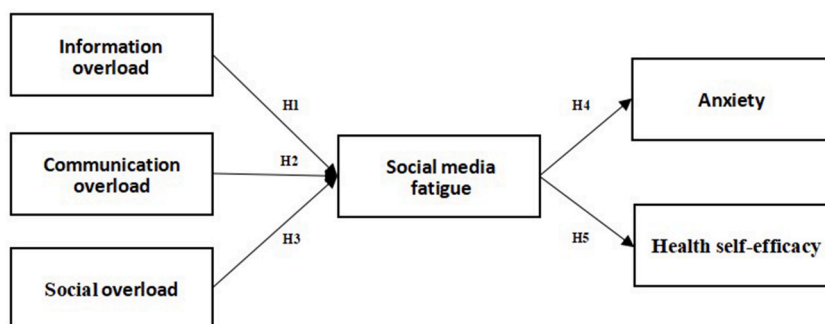 Information
overload
H1
Communication
overload
H2
Social overload
H3
Social media
fatigue
H4
Anxiety
H5
Health self-efficacy